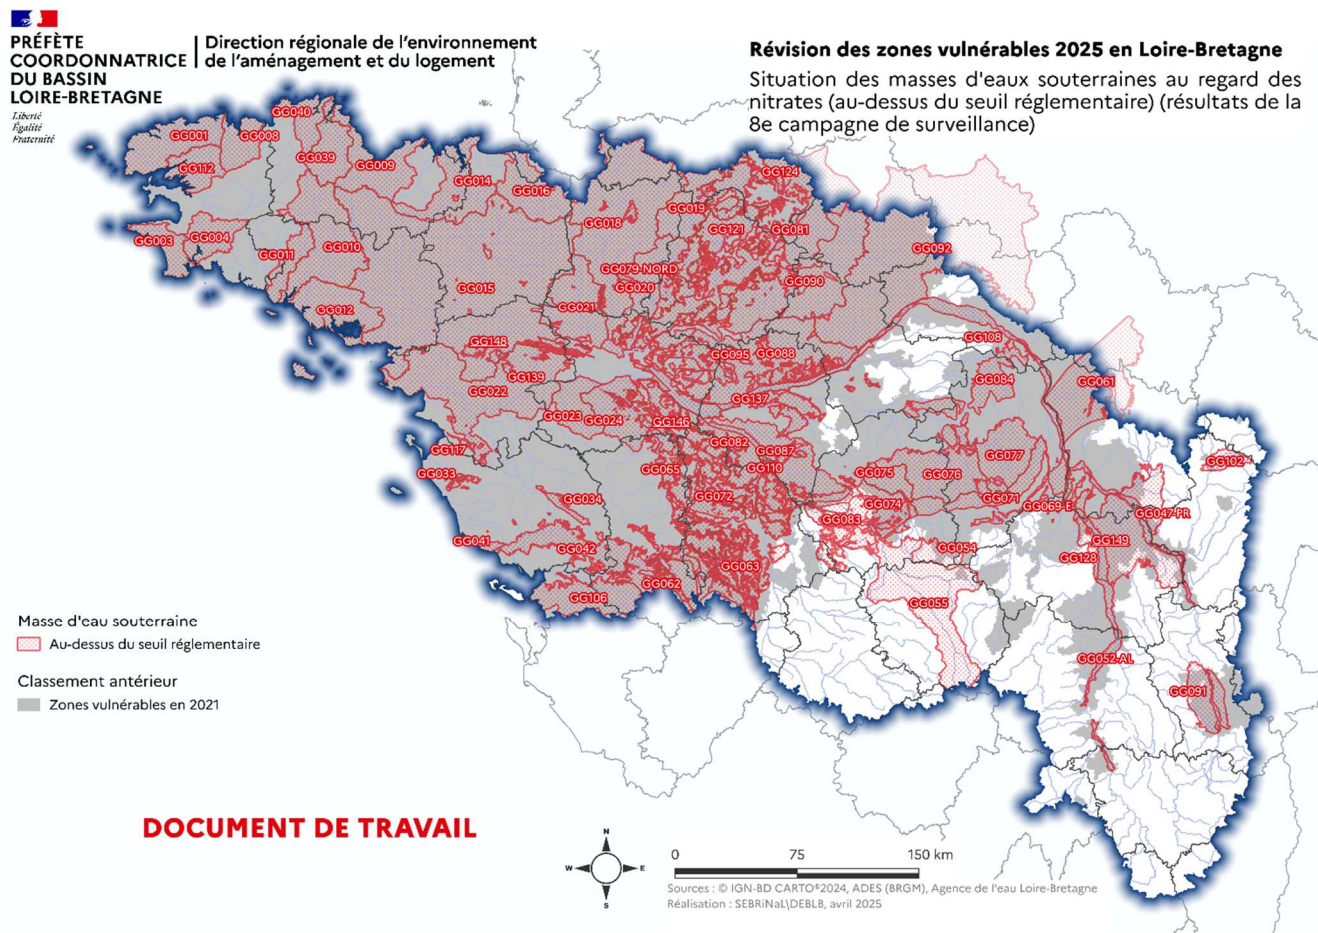 PRÉFÈTE
COORDONNATRICE
DU BASSIN
LOIRE-BRETAGNE
Liberté
Égalité
Fraternité
Direction régionale de l'environnement
de l'aménagement et du logement
Révision des zones vulnérables 2025 en Loire-Bretagne
Situation des masses d'eaux souterraines au regard des
nitrates (au-dessus du seuil réglementaire) (résultats de la
8e campagne de surveillance)
GG040
GG001
GG008
GG039
GG009
GG112
GG014
GG016
GG124
GG003
GG004
GG011
GG010
GG018
GG019
GG121
GG081
GG092
GG079-NORD
GG020
GG090
GG015
GG021
GG012
GG148
GG139
GG022
GG095
GG088
GG108
GG084
GG061
GG137
GG023
GG024
GG146
GG082
GG087
GG110
GG117
GG033
GG065
GG075
GG076
GG077
GG102
GG034
GG072
GG074
GG071
GG069-E
GG047-PR
GG083
GG041
GG042
GG054
GG149
GG128
GG063
GG062
GG106
GG055
GG052-AL
GG091
Masse d'eau souterraine
Au-dessus du seuil réglementaire
Classement antérieur
Zones vulnérables en 2021
DOCUMENT DE TRAVAIL
N
W
E
S
0 75 150 km
Sources : © IGN-BD CARTO®2024, ADES (BRGM), Agence de l'eau Loire-Bretagne
Réalisation : SEBRiNaL\DEBLB, avril 2025